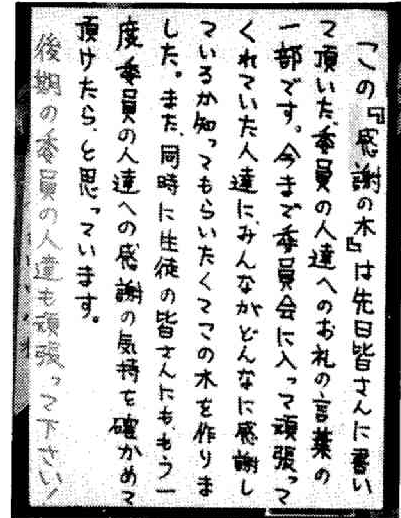 この『感謝の木』は先日皆さんに書い
て頂いた、委員の人達へのお礼の言葉の
一部です。今まで委員会に入って頑張って
くれていた人達に、みんながどんなに感謝し
ているか知ってもらいたくてこの木を作りま
した。また、同時に生徒の皆さんにももう一
度委員の人達への感謝の気持を確かめて
頂けたら、と思っています。
後期の委員の人達も頑張って下さい!